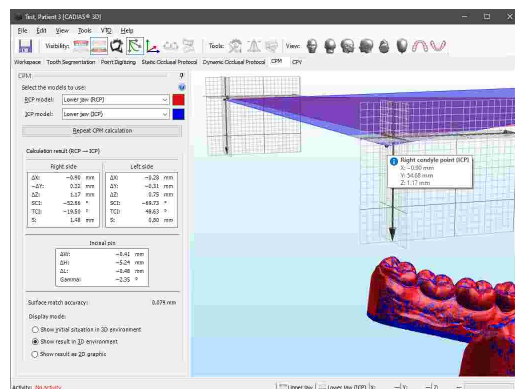 Test, Patient 3 [CADIAS® 3D]
File Edit View Tools VTO Help
Visibility: Tools: View:
Workspace Tooth Segmentation Point Digitizing Static Occlusal Protocol Dynamic Occlusal Protocol CPM CPV
CPM
Select the models to use:
RCP model: Lower jaw (RCP)
ICP model: Lower jaw (ICP)
Repeat CPM calculation
Calculation result (RCP → ICP)
Right side Left side
ΔX: -0.90 mm ΔX: -0.28 mm
-ΔY: 0.32 mm ΔY: -0.31 mm
ΔZ: 1.17 mm ΔZ: 0.75 mm
SCI: -52.56 ° SCI: -69.73 °
TCI: -19.50 ° TCI: 48.63 °
S: 1.48 mm S: 0.80 mm
Incisal pin
ΔW: -0.41 mm
ΔH: -5.24 mm
ΔL: -0.48 mm
Gamma: -2.35 °
Surface match accuracy: 0.079 mm
Display mode:
Show initial situation in 3D environment
Show result in 3D environment
Show result as 2D graphic
Right condyle point (ICP)
X: -0.90 mm
Y: 54.68 mm
Z: 1.17 mm
Activity: No activity Upper jaw Lower jaw (ICP) X: - Y: - Z: -